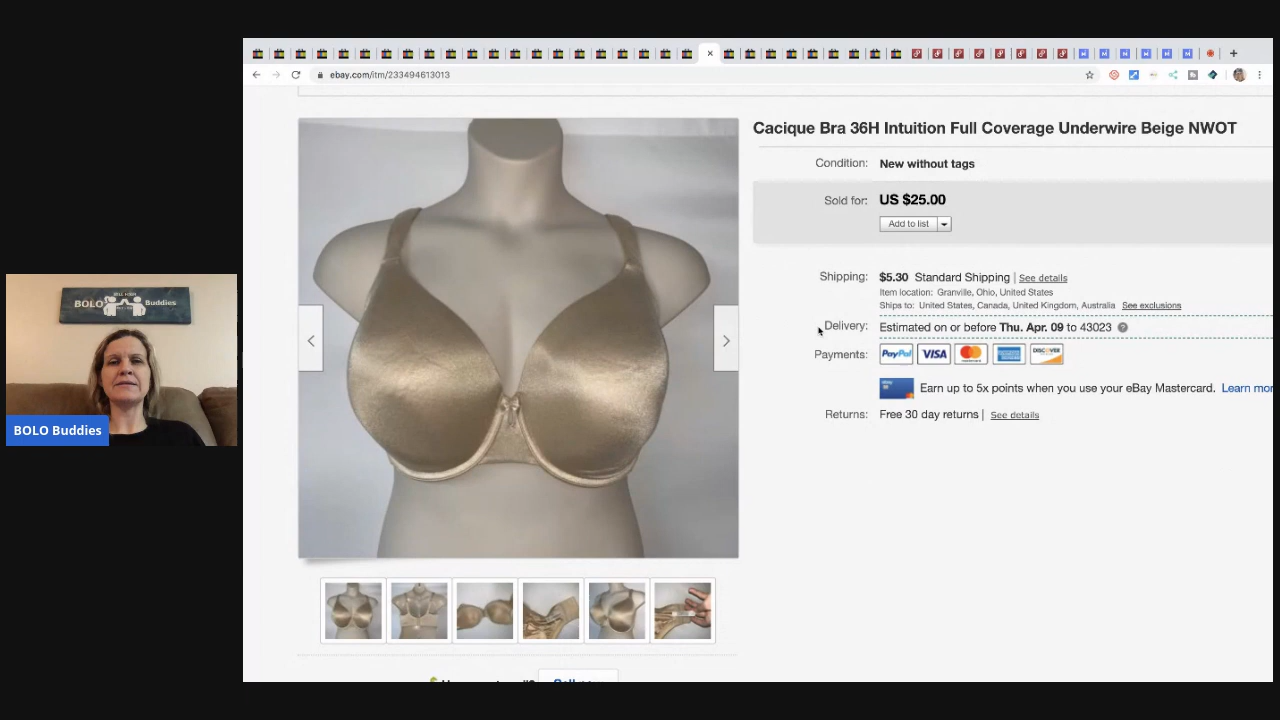 ebay.com/itm/233494613013
Cacique Bra 36H Intuition Full Coverage Underwire Beige NWOT
Condition: New without tags
Sold for: US $25.00
Add to list
Shipping: $5.30 Standard Shipping | See details
Item location: Granville, Ohio, United States
Ships to: United States, Canada, United Kingdom, Australia See exclusions
Delivery: Estimated on or before Thu. Apr. 09 to 43023
Payments: PayPal VISA DISCOVER
Earn up to 5x points when you use your eBay Mastercard. Learn mor
Returns: Free 30 day returns | See details
BOLO Buddies
BOLO Buddies